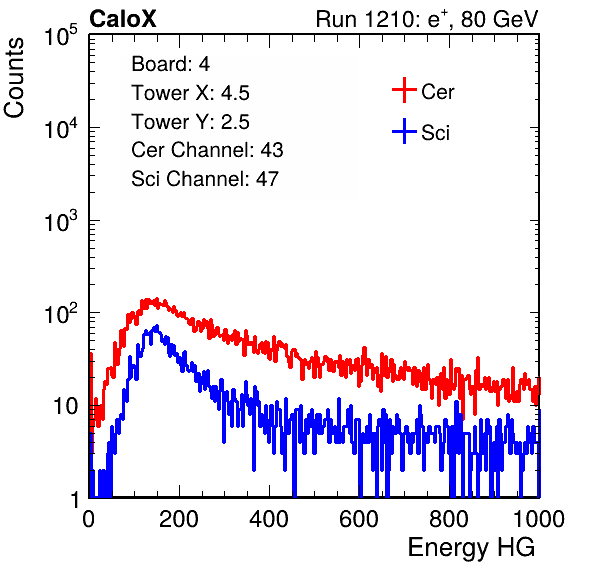 CaloX Run 1210: e⁺, 80 GeV
Counts
10⁵
10⁴
10³
10²
10
1
Board: 4
Tower X: 4.5
Tower Y: 2.5
Cer Channel: 43
Sci Channel: 47
Cer
Sci
0 200 400 600 800 1000
Energy HG